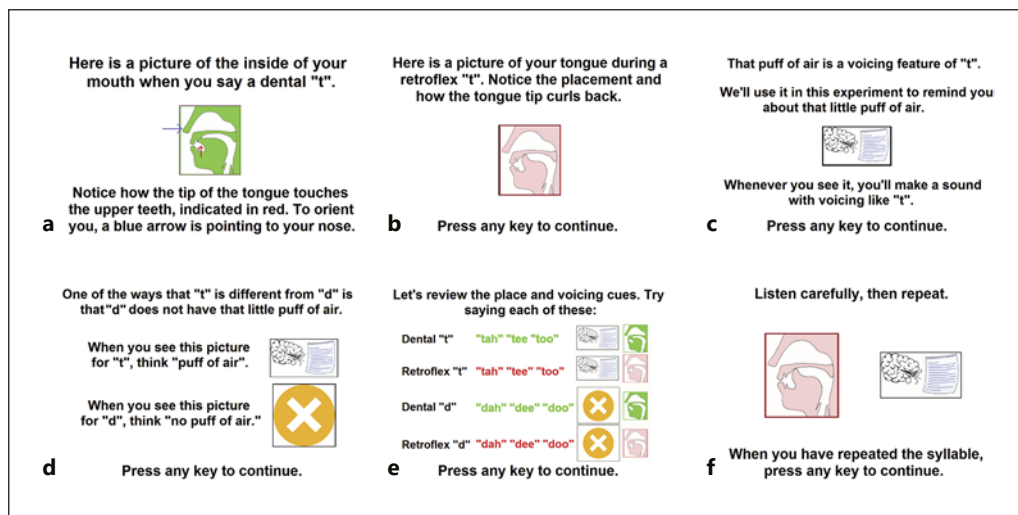 Here is a picture of the inside of your
mouth when you say a dental "t".
Notice how the tip of the tongue touches
the upper teeth, indicated in red. To orient
you, a blue arrow is pointing to your nose.
a
Here is a picture of your tongue during a
retroflex "t". Notice the placement and
how the tongue tip curls back.
b
Press any key to continue.
That puff of air is a voicing feature of "t".
We'll use it in this experiment to remind you
about that little puff of air.
Whenever you see it, you'll make a sound
with voicing like "t".
c
Press any key to continue.
One of the ways that "t" is different from "d" is
that "d" does not have that little puff of air.
When you see this picture
for "t", think "puff of air".
When you see this picture
for "d", think "no puff of air."
d
Press any key to continue.
Let's review the place and voicing cues. Try
saying each of these:
Dental "t" "tah" "tee "too"
Retroflex "t" "tah" "tee" "too"
Dental "d" "dah" "dee" "doo"
Retroflex "d" "dah" "dee" "doo"
e
Press any key to continue.
Listen carefully, then repeat.
When you have repeated the syllable,
press any key to continue.
f